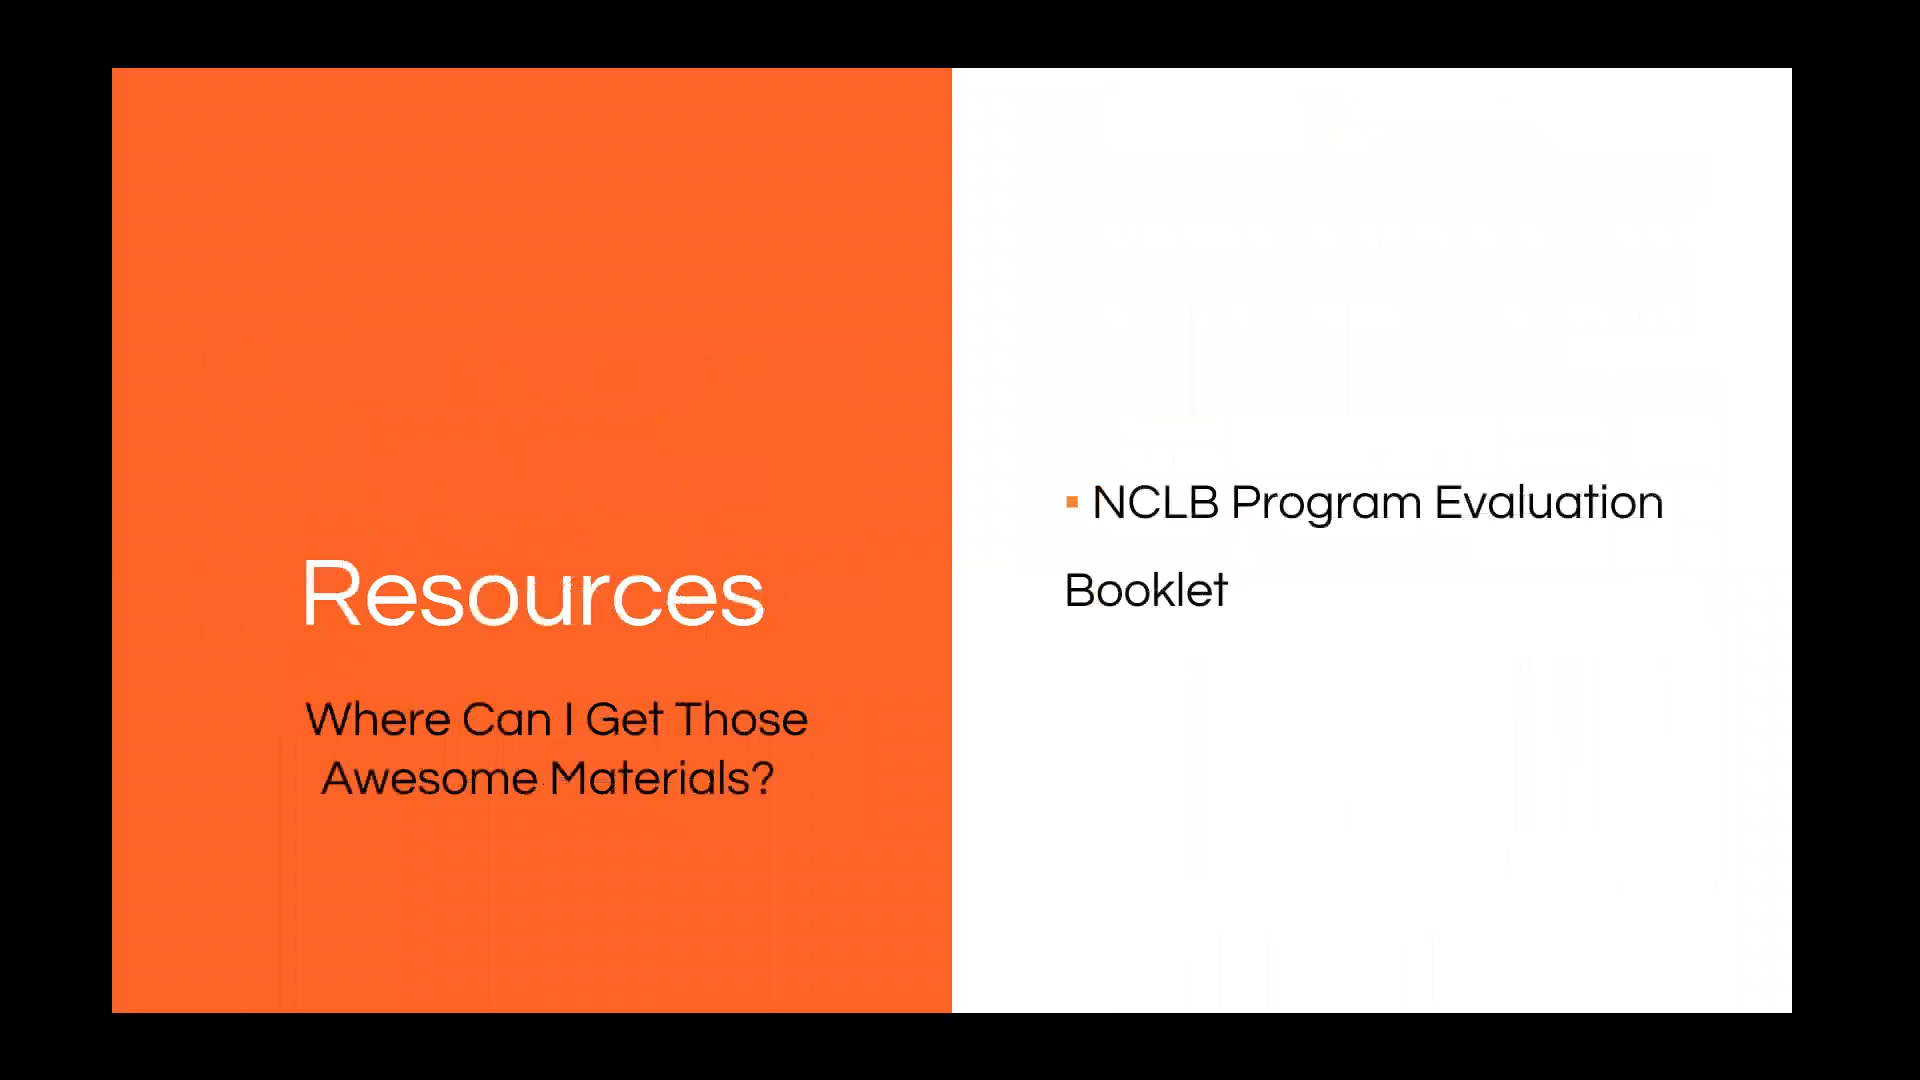 Resources
Where Can I Get Those
Awesome Materials?
▪ NCLB Program Evaluation
Booklet